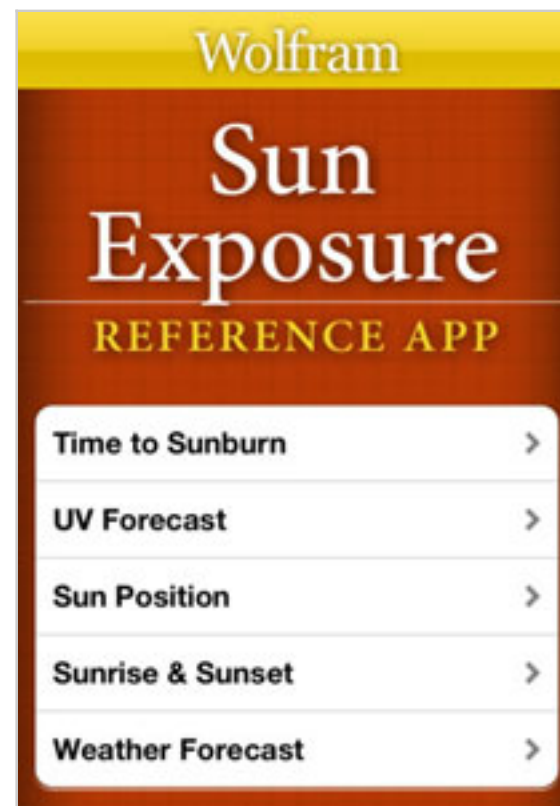 Wolfram
Sun
Exposure
REFERENCE APP
Time to Sunburn
UV Forecast
Sun Position
Sunrise & Sunset
Weather Forecast